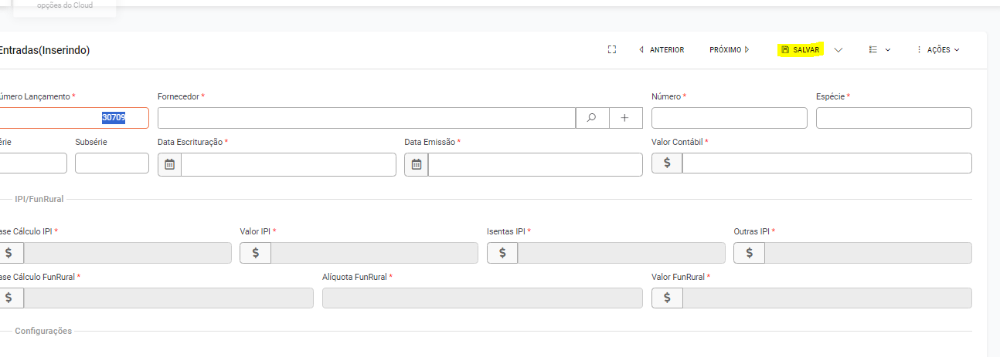 opções do Cloud
Entradas(Inserindo)
ANTERIOR PRÓXIMO SALVAR AÇÕES
úmero Lançamento * Fornecedor * Número * Espécie *
30709
érie Subsérie Data Escrituração * Data Emissão * Valor Contábil *
$
IPI/FunRural
ase Cálculo IPI * Valor IPI * Isentas IPI * Outras IPI *
$ $ $ $
ase Cálculo FunRural * Alíquota FunRural * Valor FunRural *
$ $
Configurações